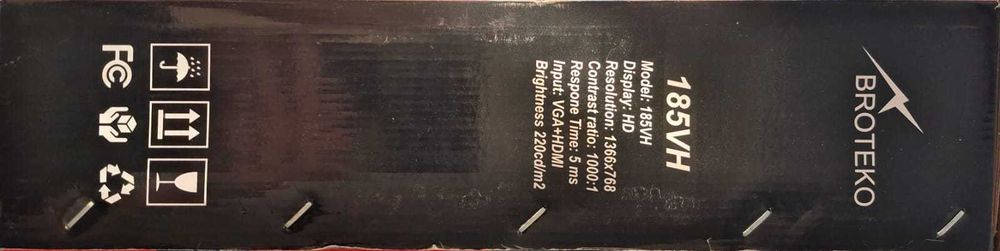 BROTEKO
185VH
Model: 185VH
Display: HD
Resolution: 1366x768
Contrast ratio: 1000:1
Respone Time: 5 ms
Input: VGA+HDMI
Brightness 220cd/m2
FC